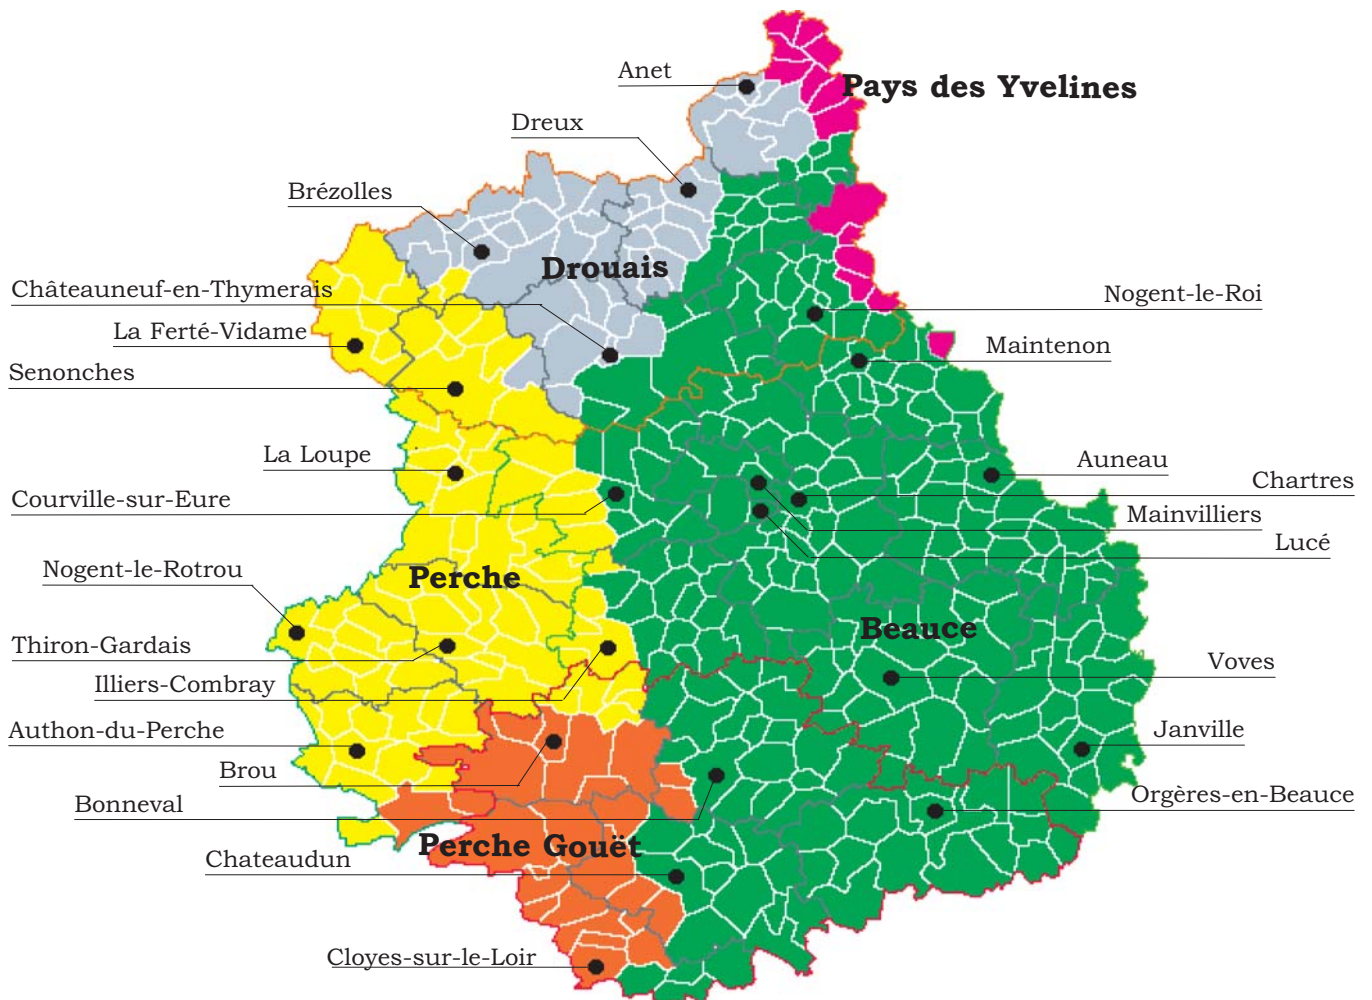 Anet
Pays des Yvelines
Dreux
Brézolles
Drouais
Châteauneuf-en-Thymerais
Nogent-le-Roi
La Ferté-Vidame
Maintenon
Senonches
La Loupe
Auneau
Chartres
Courville-sur-Eure
Mainvilliers
Lucé
Nogent-le-Rotrou
Perche
Beauce
Thiron-Gardais
Voves
Illiers-Combray
Authon-du-Perche
Janville
Brou
Bonneval
Orgères-en-Beauce
Perche Gouët
Chateaudun
Cloyes-sur-le-Loir